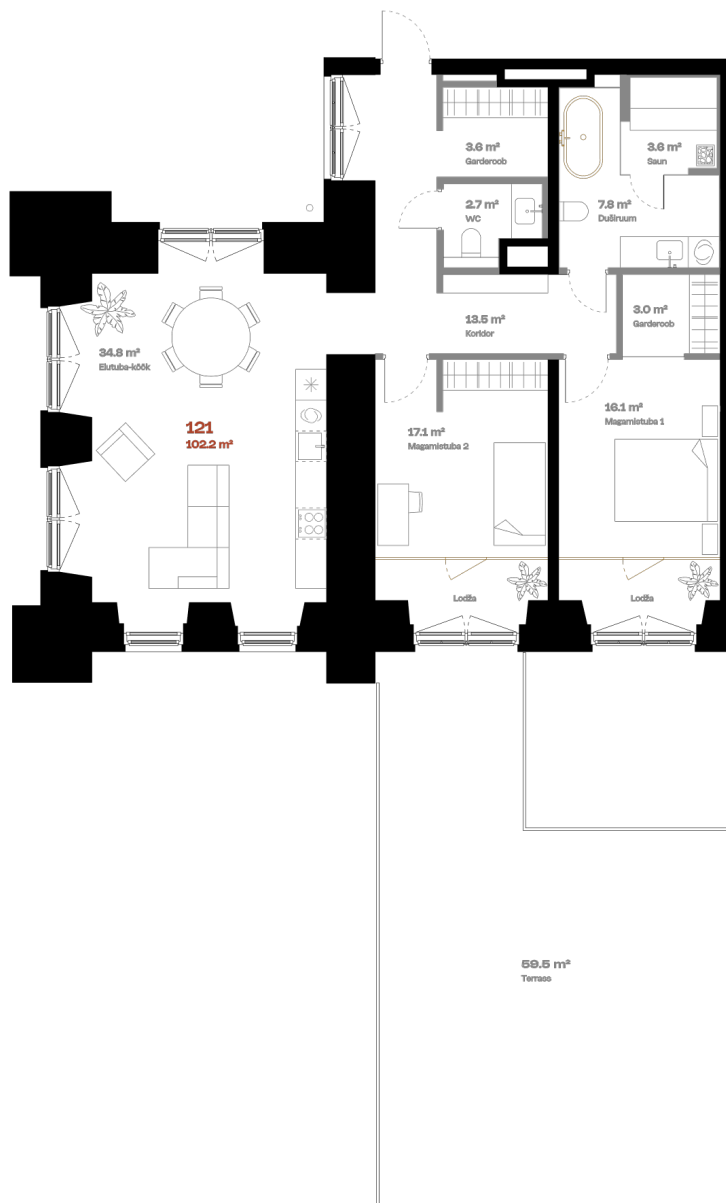 3.6 m²
Garderoob
3.6 m²
Saun
2.7 m²
WC
7.8 m²
Duširuum
13.5 m²
Koridor
3.0 m²
Garderoob
34.8 m²
Elutuba-köök
121
102.2 m²
17.1 m²
Magamistuba 2
16.1 m²
Magamistuba 1
Lodža
Lodža
59.5 m²
Terrass